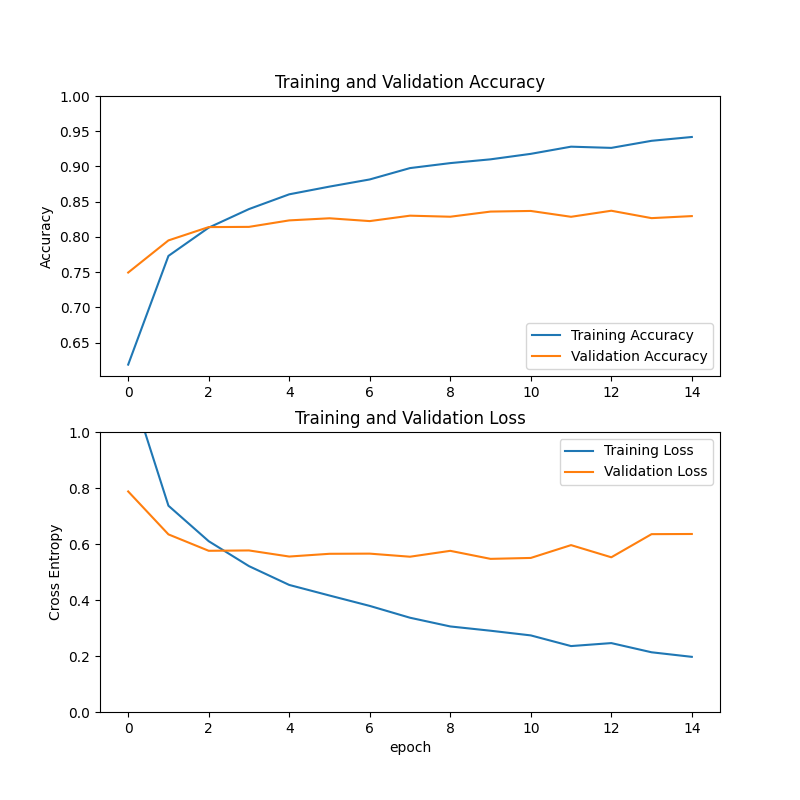 Training and Validation Accuracy
1.00
0.95
0.90
0.85
0.80
0.75
0.70
0.65
Accuracy
Training Accuracy
Validation Accuracy
0 2 4 6 8 10 12 14
Training and Validation Loss
1.0
0.8
0.6
0.4
0.2
0.0
Cross Entropy
Training Loss
Validation Loss
0 2 4 6 8 10 12 14
epoch